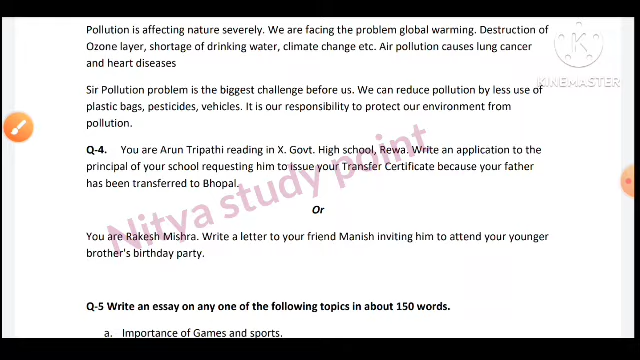 Pollution is affecting nature severely. We are facing the problem global warming. Destruction of
Ozone layer, shortage of drinking water, climate change etc. Air pollution causes lung cancer
and heart diseases
KINEMASTER
Sir Pollution problem is the biggest challenge before us. We can reduce pollution by less use of
plastic bags, pesticides, vehicles. It is our responsibility to protect our environment from
pollution.
Q-4. You are Arun Tripathi reading in X. Govt. High school, Rewa. Write an application to the
principal of your school requesting him to issue your Transfer Certificate because your father
has been transferred to Bhopal.
Nitya study point
Or
You are Rakesh Mishra. Write a letter to your friend Manish inviting him to attend your younger
brother's birthday party.
Q-5 Write an essay on any one of the following topics in about 150 words.
a. Importance of Games and sports.